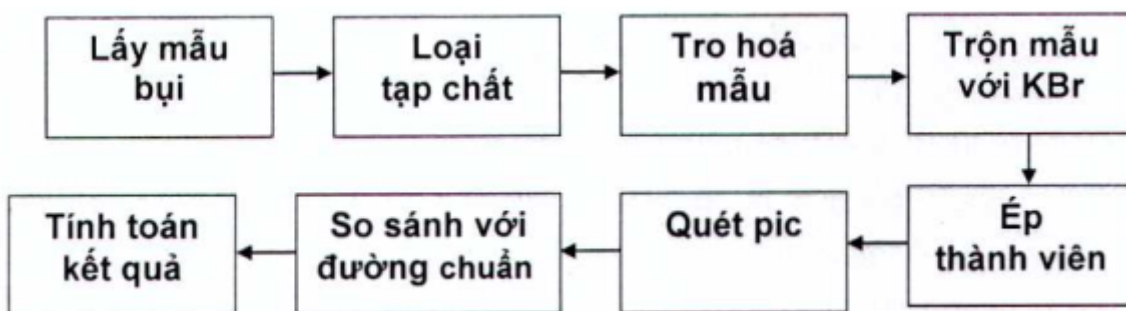 Lấy mẫu
bụi
Loại
tạp chất
Tro hoá
mẫu
Trộn mẫu
với KBr
Ép
thành viên
Quét pic
So sánh với
đường chuẩn
Tính toán
kết quả